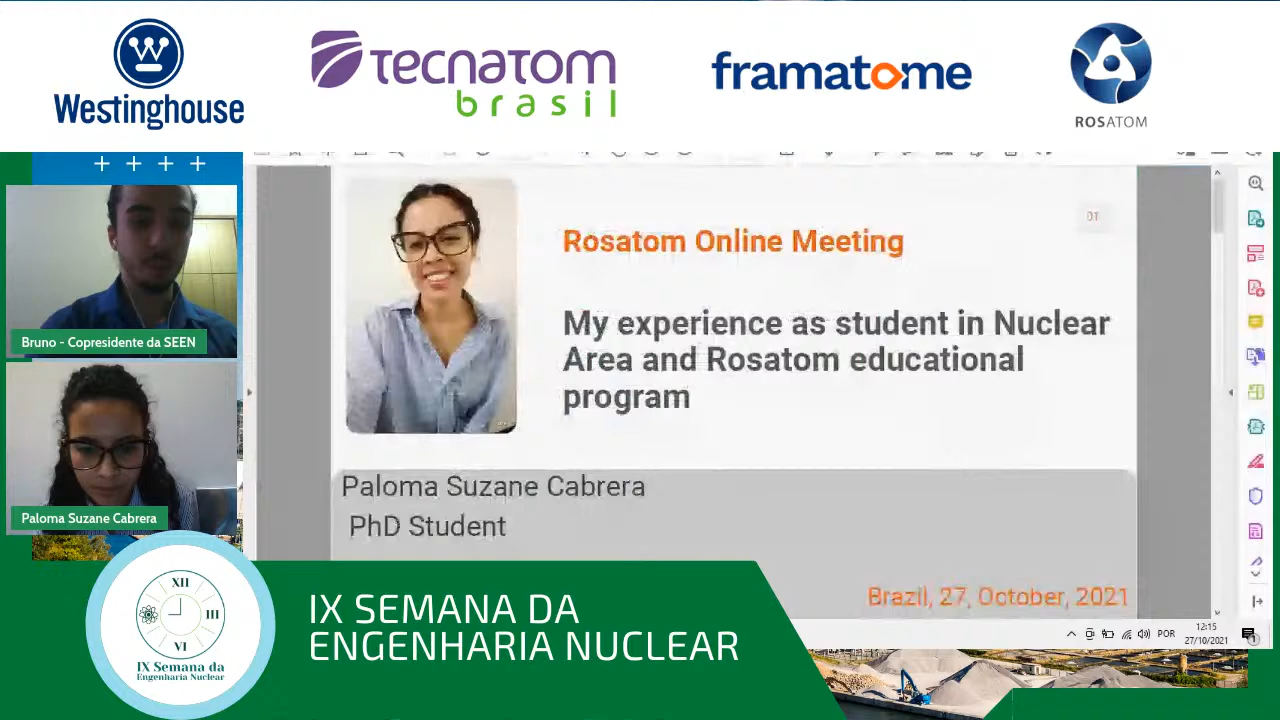 Westinghouse
TECNATOM
brasil
framatome
ROSATOM
Bruno - Copresidente da SEEN
Paloma Suzane Cabrera
01
Rosatom Online Meeting
My experience as student in Nuclear
Area and Rosatom educational
program
Paloma Suzane Cabrera
PhD Student
Brazil, 27, October, 2021
POR
12:15
27/10/2021
1
XII
III
VI
IX Semana da
Engenharia Nuclear
IX SEMANA DA
ENGENHARIA NUCLEAR